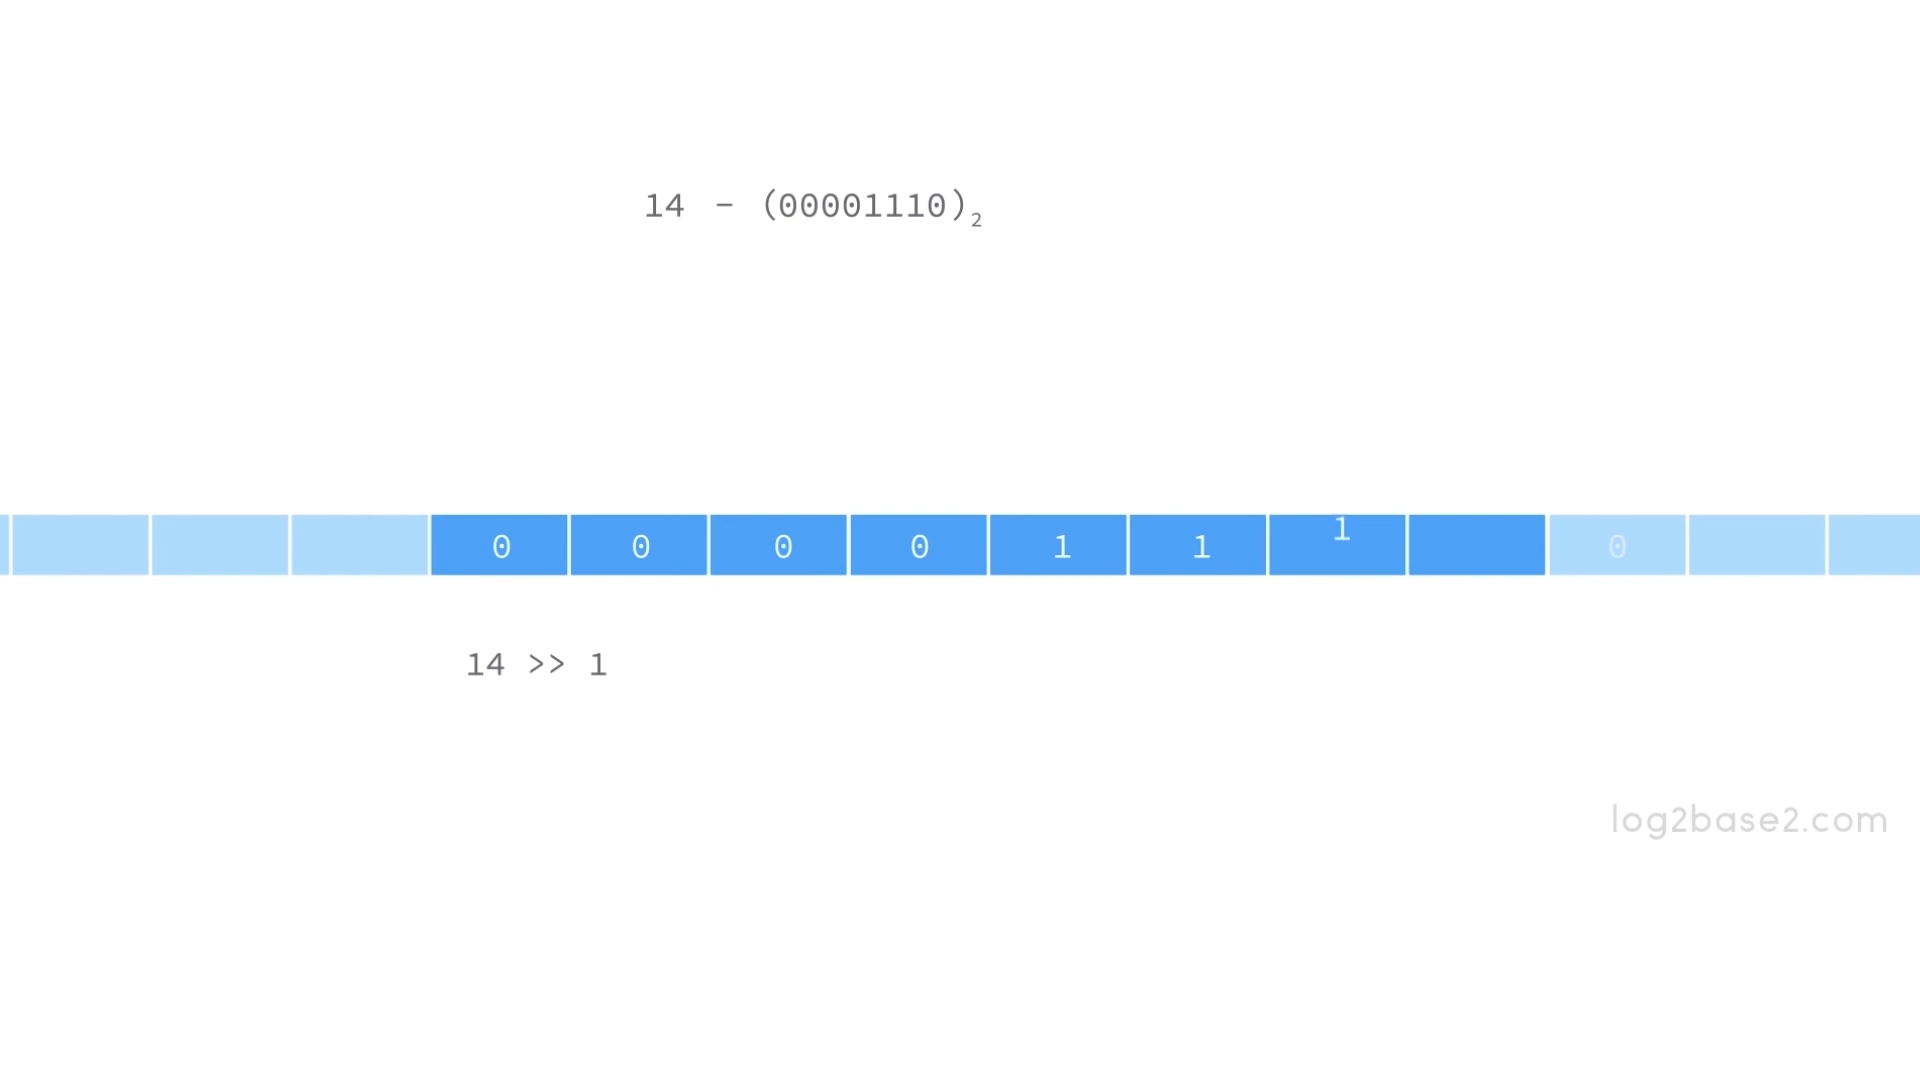 14 - (00001110)₂
0 0 0 0 1 1 1 0
14 >> 1
log2base2.com